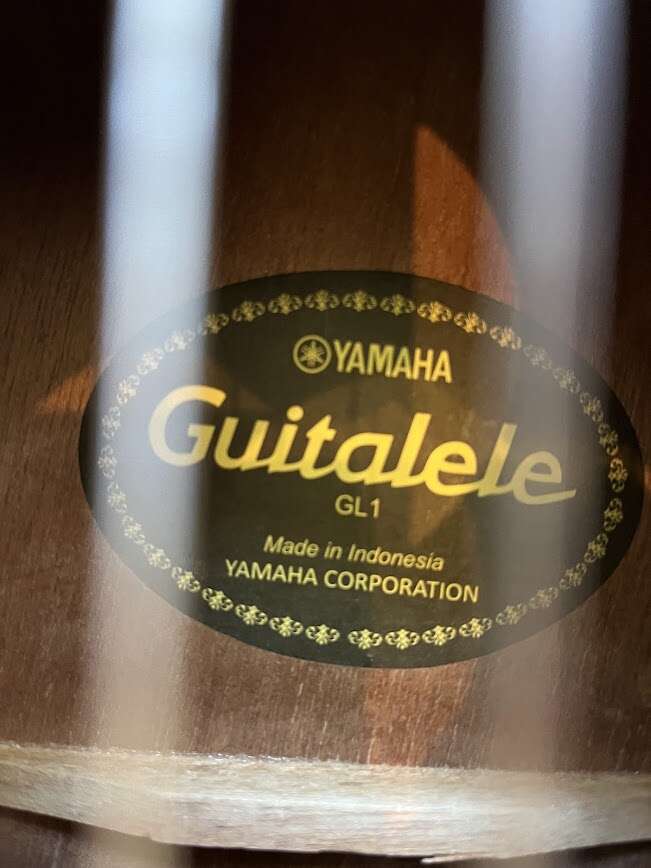 YAMAHA
Guitalele
GL1
Made in Indonesia
YAMAHA CORPORATION